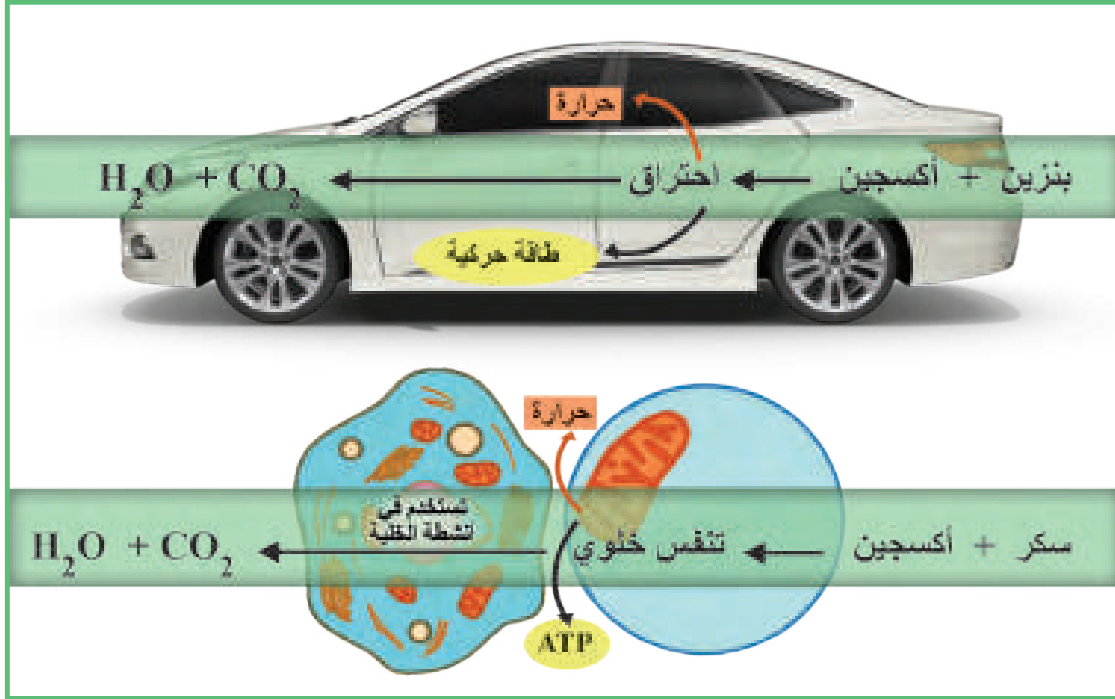 حرارة
بنزين + أكسجين ← احتراق ← H₂O + CO₂
طاقة حركية
حرارة
تستخدم في
أنشطة الخلية
سكر + أكسجين ← تنفس خلوي ← H₂O + CO₂
ATP